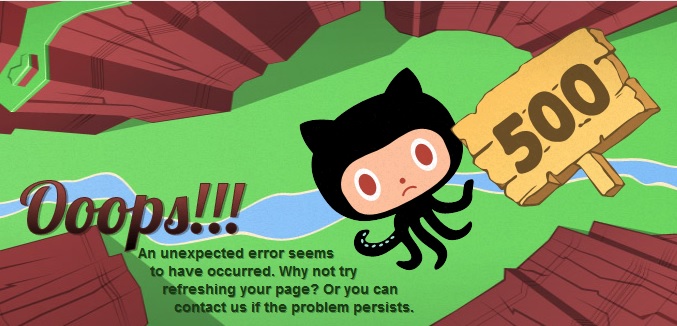 500
Ooops!!!
An unexpected error seems
to have occurred. Why not try
refreshing your page? Or you can
contact us if the problem persists.